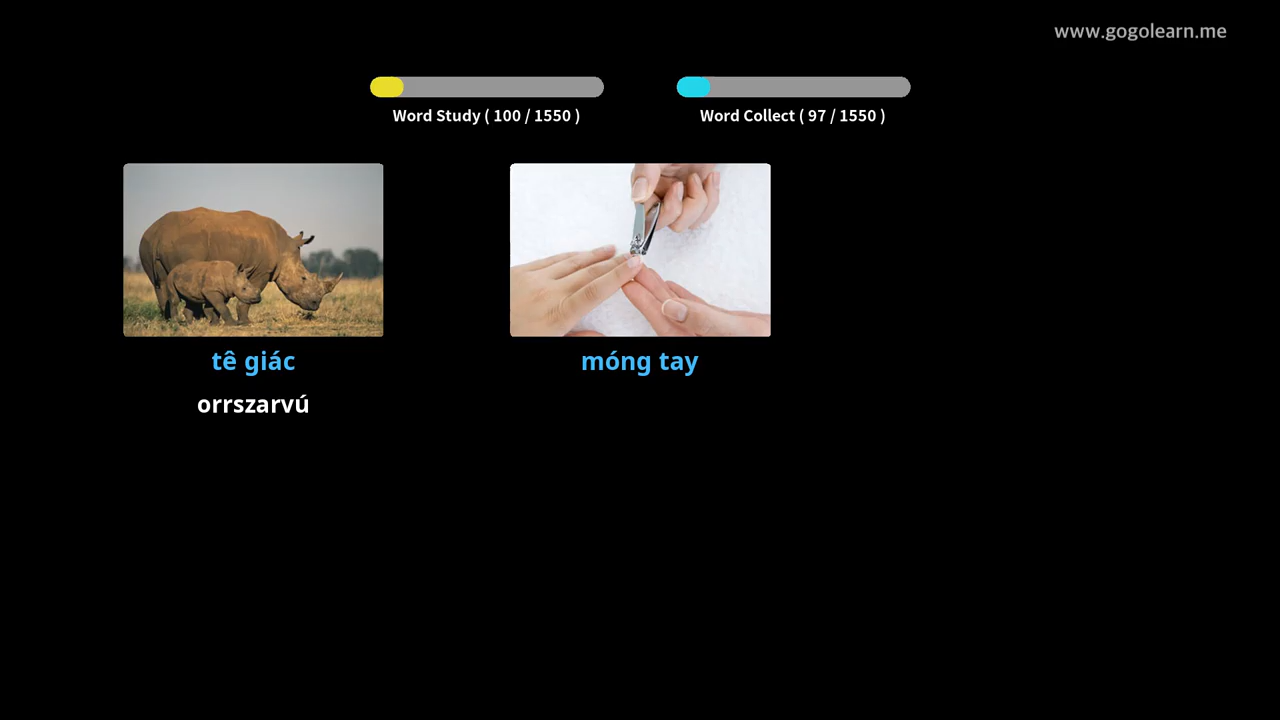 www.gogolearn.me
Word Study ( 100 / 1550 )
Word Collect ( 97 / 1550 )
tê giác
móng tay
orrszarvú